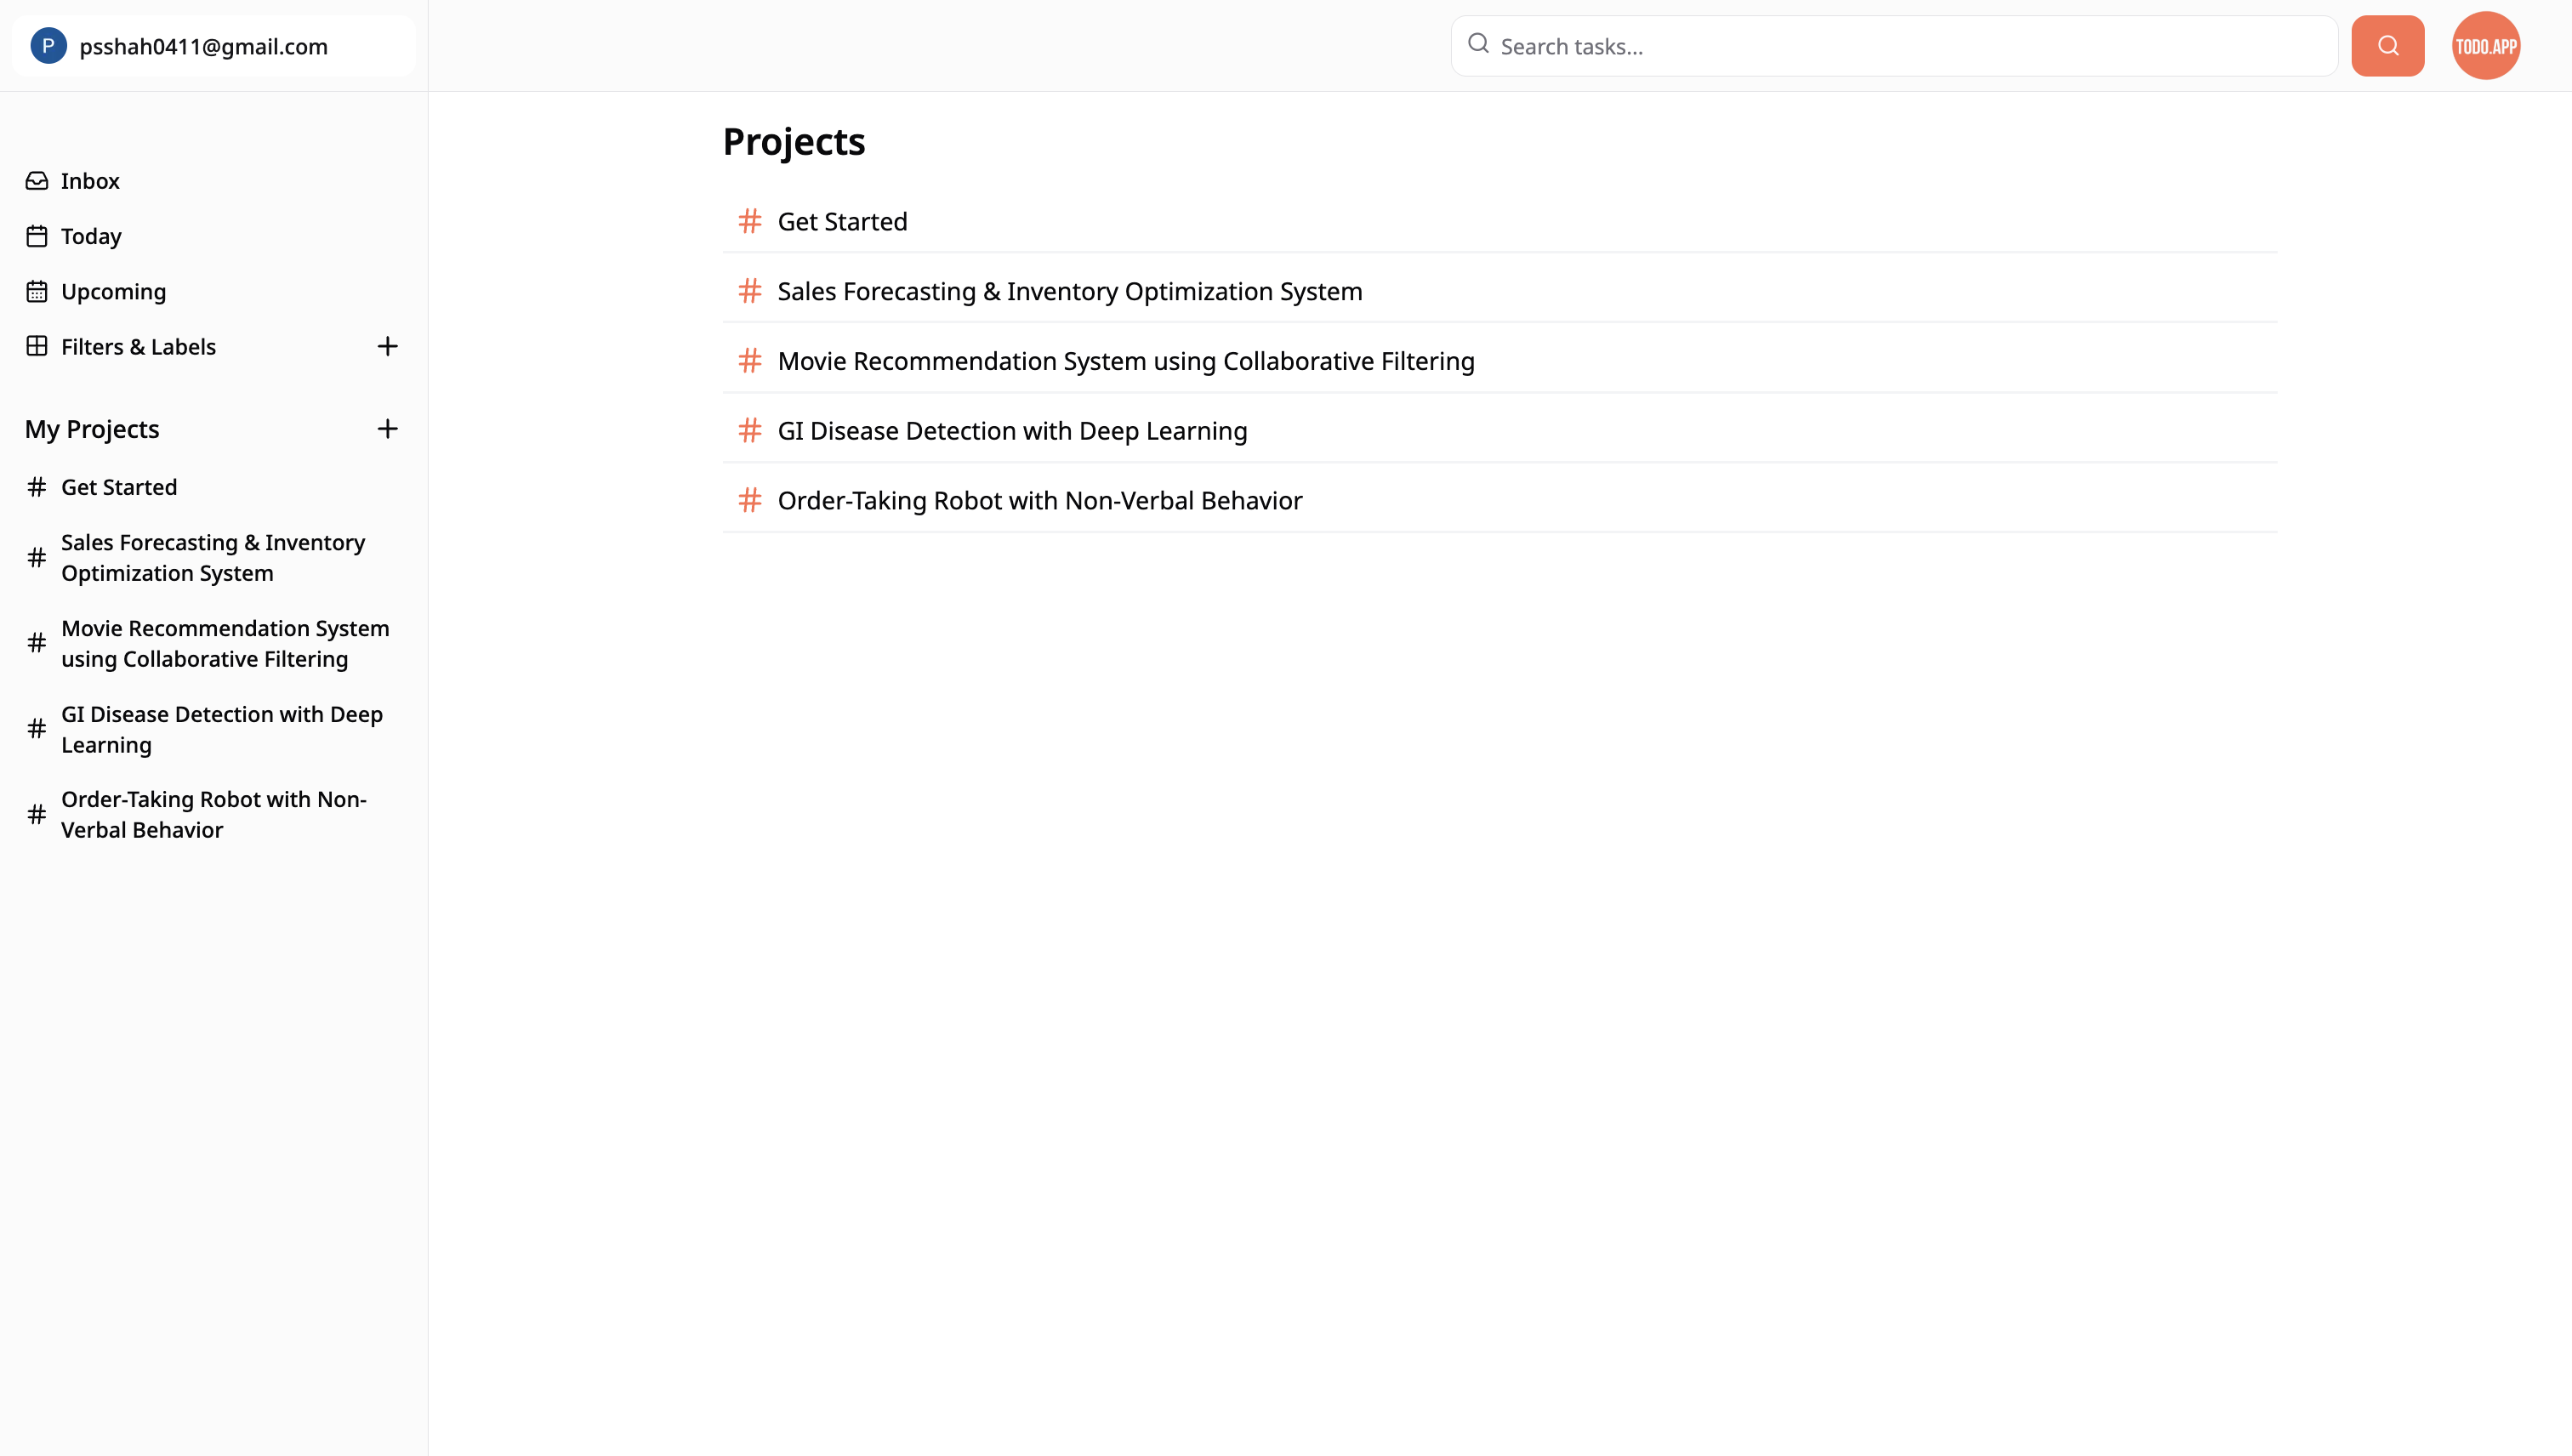 P psshah0411@gmail.com
Search tasks...
TODO.APP
Inbox
Today
Upcoming
Filters & Labels
My Projects
Get Started
Sales Forecasting & Inventory
Optimization System
Movie Recommendation System
using Collaborative Filtering
GI Disease Detection with Deep
Learning
Order-Taking Robot with Non-
Verbal Behavior
Projects
# Get Started
# Sales Forecasting & Inventory Optimization System
# Movie Recommendation System using Collaborative Filtering
# GI Disease Detection with Deep Learning
# Order-Taking Robot with Non-Verbal Behavior